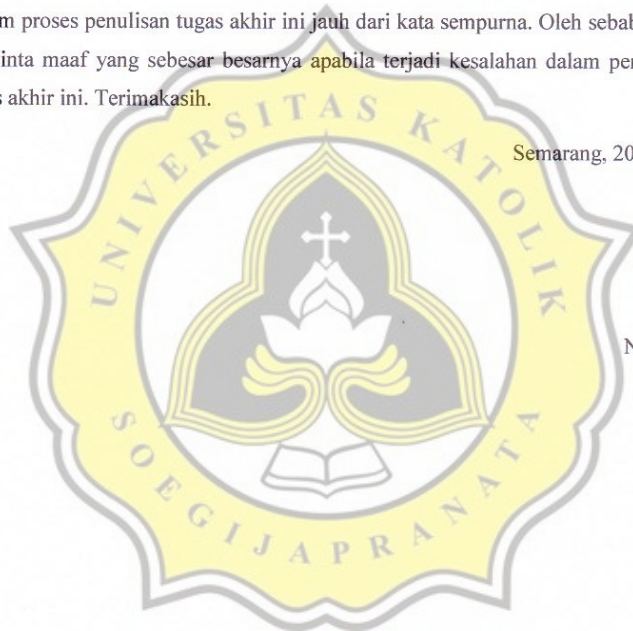 m proses penulisan tugas akhir ini jauh dari kata sempurna. Oleh sebab
inta maaf yang sebesar besarnya apabila terjadi kesalahan dalam per
s akhir ini. Terimakasih.
Semarang, 20
N
UNIVERSITAS KATOLIK
SOEGIJAPRANATA